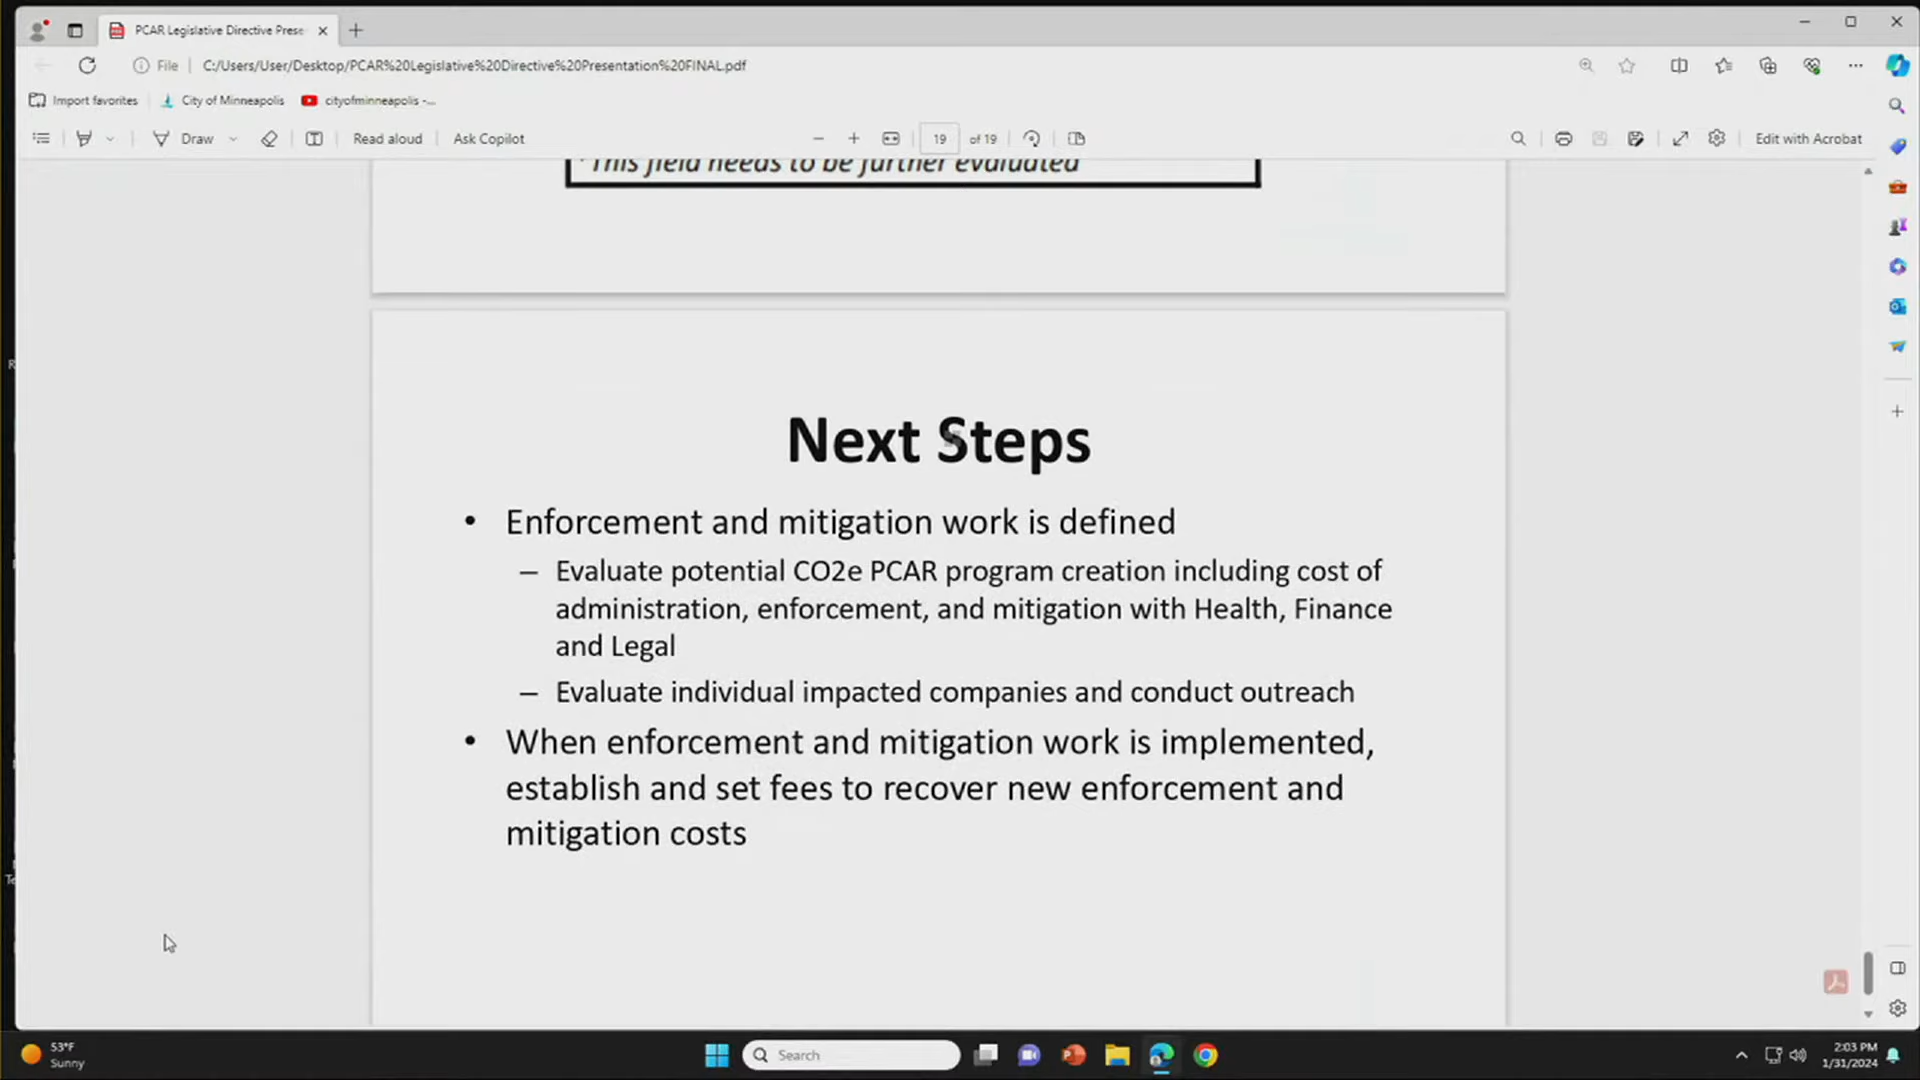 PCAR Legislative Directive Prese
File
C:/Users/User/Desktop/PCAR%20Legislative%20Directive%20Presentation%20FINAL.pdf
Import favorites
City of Minneapolis
cityofminneapolis -...
Draw
Read aloud
Ask Copilot
19
of 19
Edit with Acrobat
*This field needs to be further evaluated
Next Steps
• Enforcement and mitigation work is defined
– Evaluate potential CO2e PCAR program creation including cost of
administration, enforcement, and mitigation with Health, Finance
and Legal
– Evaluate individual impacted companies and conduct outreach
• When enforcement and mitigation work is implemented,
establish and set fees to recover new enforcement and
mitigation costs
53°F
Sunny
Search
2:03 PM
1/31/2024